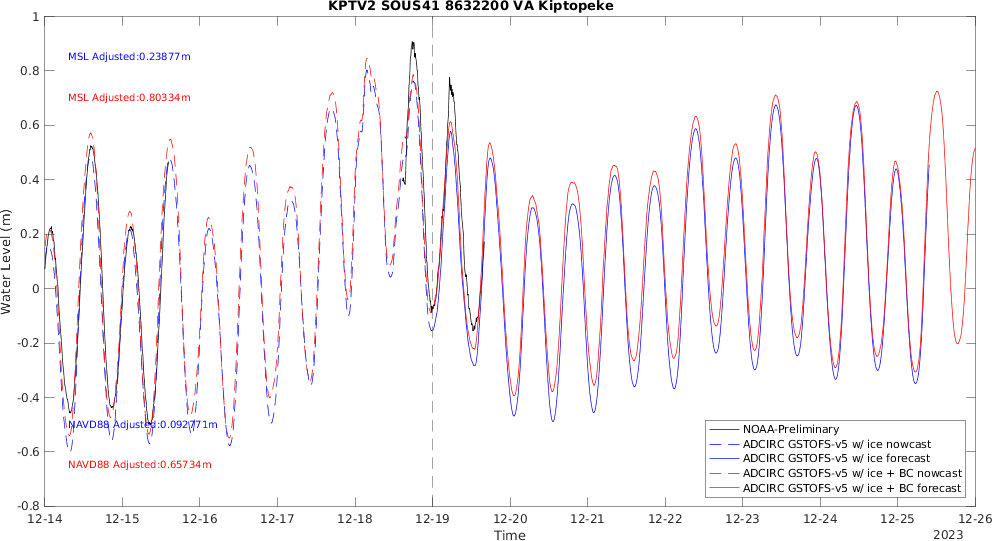 KPTV2 SOUS41 8632200 VA Kiptopeke
MSL Adjusted:0.23877m
MSL Adjusted:0.80334m
NAVD88 Adjusted:0.092771m
NAVD88 Adjusted:0.65734m
Water Level (m)
1
0.8
0.6
0.4
0.2
0
-0.2
-0.4
-0.6
-0.8
NOAA-Preliminary
ADCIRC GSTOFS-v5 w/ ice nowcast
ADCIRC GSTOFS-v5 w/ ice forecast
ADCIRC GSTOFS-v5 w/ ice + BC nowcast
ADCIRC GSTOFS-v5 w/ ice + BC forecast
12-14 12-15 12-16 12-17 12-18 12-19 12-20 12-21 12-22 12-23 12-24 12-25 12-26
Time
2023